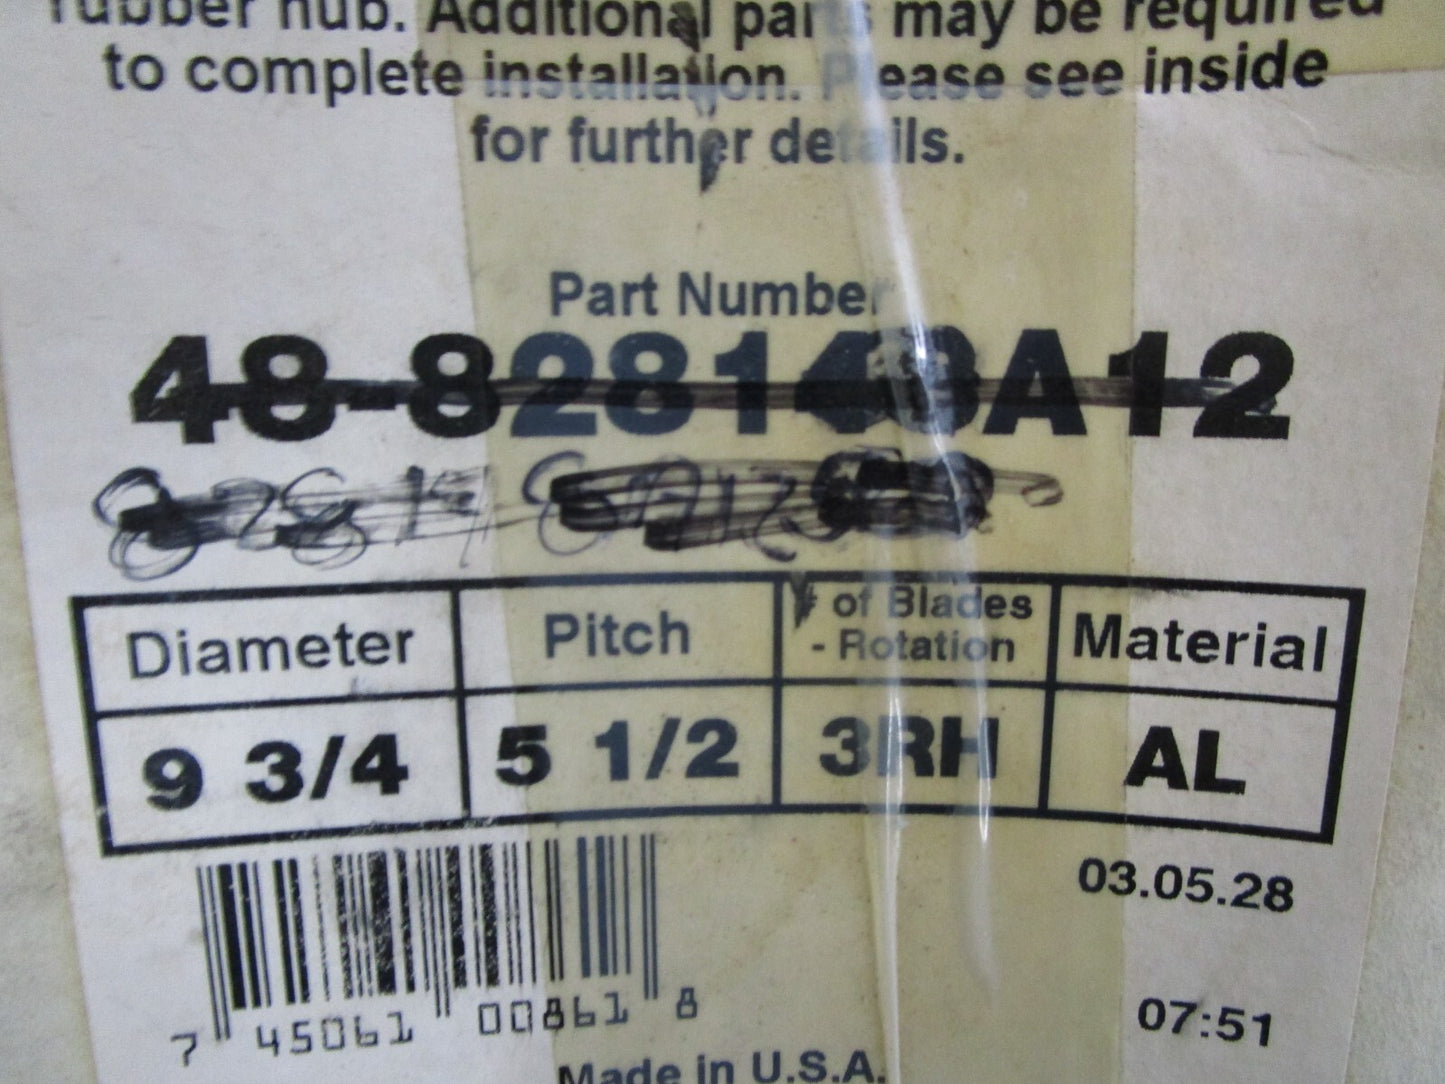 rubber hub. Additional parts may be required
to complete installation. Please see inside
for further details.
Part Number
48-828148A12
Diameter Pitch # of Blades - Rotation Material
9 3/4 5 1/2 3RH AL
03.05.28
7 45061 00861 8
07:51
Made in U.S.A.